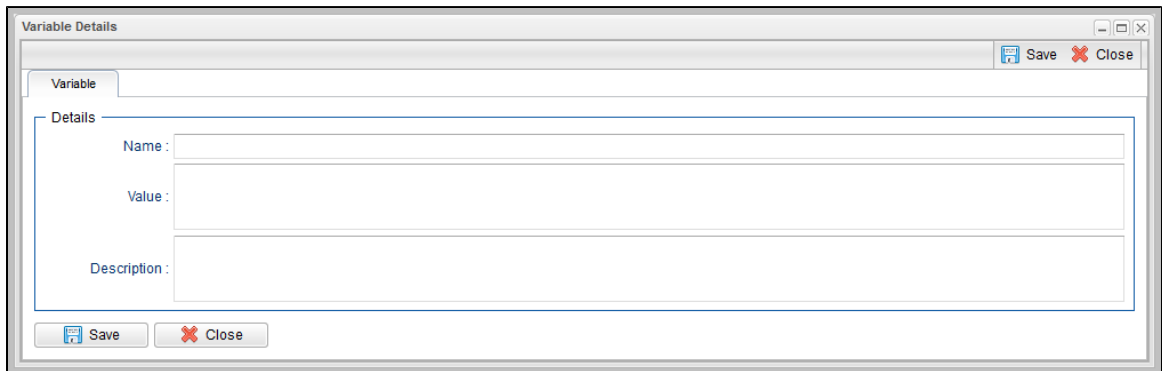 Variable Details
Save Close
Variable
Details
Name :
Value :
Description :
Save Close